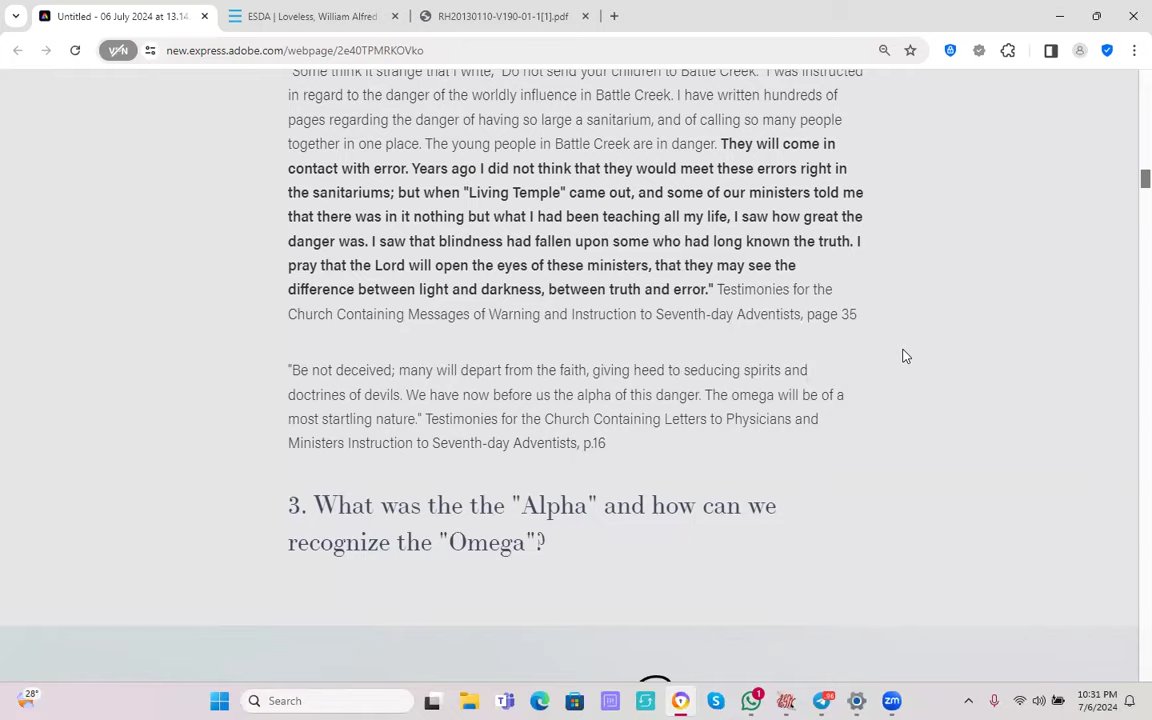 Untitled - 06 July 2024 at 13.14.
ESDA | Loveless, William Alfred
RH20130110-V190-01-1[1].pdf
VPN
new.express.adobe.com/webpage/2e40TPMRKOVko
"Some think it strange that I write, "Do not send your children to Battle Creek." I was instructed
in regard to the danger of the worldly influence in Battle Creek. I have written hundreds of
pages regarding the danger of having so large a sanitarium, and of calling so many people
together in one place. The young people in Battle Creek are in danger. They will come in
contact with error. Years ago I did not think that they would meet these errors right in
the sanitariums; but when "Living Temple" came out, and some of our ministers told me
that there was in it nothing but what I had been teaching all my life, I saw how great the
danger was. I saw that blindness had fallen upon some who had long known the truth. I
pray that the Lord will open the eyes of these ministers, that they may see the
difference between light and darkness, between truth and error." Testimonies for the
Church Containing Messages of Warning and Instruction to Seventh-day Adventists, page 35
"Be not deceived; many will depart from the faith, giving heed to seducing spirits and
doctrines of devils. We have now before us the alpha of this danger. The omega will be of a
most startling nature." Testimonies for the Church Containing Letters to Physicians and
Ministers Instruction to Seventh-day Adventists, p.16
3. What was the the "Alpha" and how can we
recognize the "Omega"?
28°
Search
1
96
zm
10:31 PM
7/6/2024